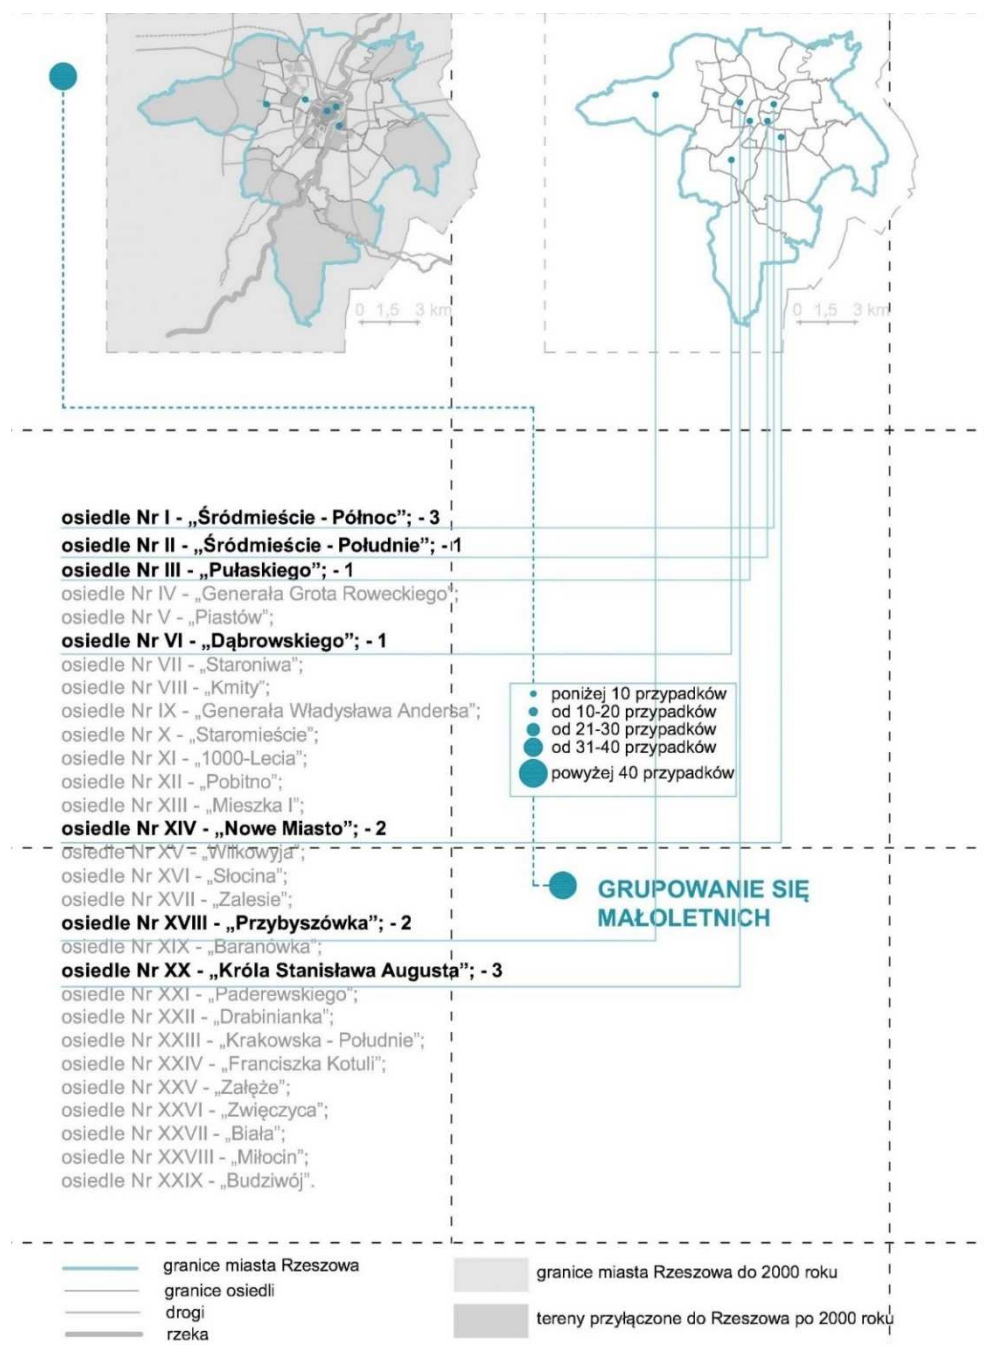 0 1,5 3 km
0 1,5 3 km
osiedle Nr I - „Śródmieście - Północ”; - 3
osiedle Nr II - „Śródmieście - Południe”; - 1
osiedle Nr III - „Pułaskiego”; - 1
osiedle Nr IV - „Generała Grota Roweckiego”;
osiedle Nr V - „Piastów”;
osiedle Nr VI - „Dąbrowskiego”; - 1
osiedle Nr VII - „Staroniwa”;
osiedle Nr VIII - „Kmity”;
osiedle Nr IX - „Generała Władysława Andersa”;
osiedle Nr X - „Staromieście”;
osiedle Nr XI - „1000-Lecia”;
osiedle Nr XII - „Pobitno”;
osiedle Nr XIII - „Mieszka I”;
osiedle Nr XIV - „Nowe Miasto”; - 2
osiedle Nr XV - „Wilkowyja”;
osiedle Nr XVI - „Słocina”;
osiedle Nr XVII - „Zalesie”;
osiedle Nr XVIII - „Przybyszówka”; - 2
osiedle Nr XIX - „Baranówka”;
osiedle Nr XX - „Króla Stanisława Augusta”; - 3
osiedle Nr XXI - „Paderewskiego”;
osiedle Nr XXII - „Drabinianka”;
osiedle Nr XXIII - „Krakowska - Południe”;
osiedle Nr XXIV - „Franciszka Kotuli”;
osiedle Nr XXV - „Załęże”;
osiedle Nr XXVI - „Zwięczyca”;
osiedle Nr XXVII - „Biała”;
osiedle Nr XXVIII - „Miłocin”;
osiedle Nr XXIX - „Budziwój”.
poniżej 10 przypadków
od 10-20 przypadków
od 21-30 przypadków
od 31-40 przypadków
powyżej 40 przypadków
GRUPOWANIE SIĘ
MAŁOLETNICH
granice miasta Rzeszowa
granice osiedli
drogi
rzeka
granice miasta Rzeszowa do 2000 roku
tereny przyłączone do Rzeszowa po 2000 roku